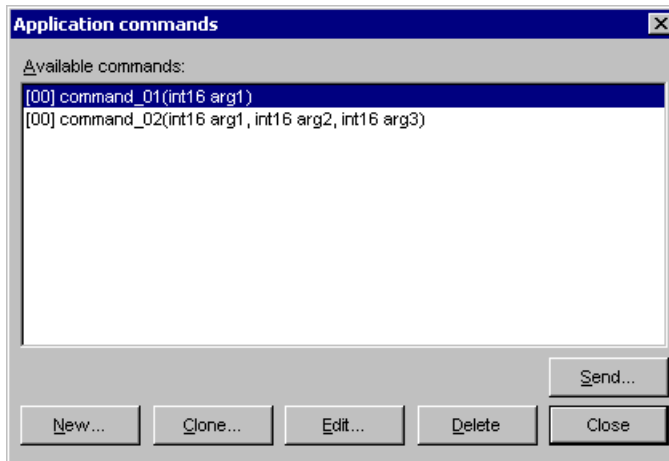 Application commands
Available commands:
[00] command_01(int16 arg1)
[00] command_02(int16 arg1, int16 arg2, int16 arg3)
Send...
New... Clone... Edit... Delete Close